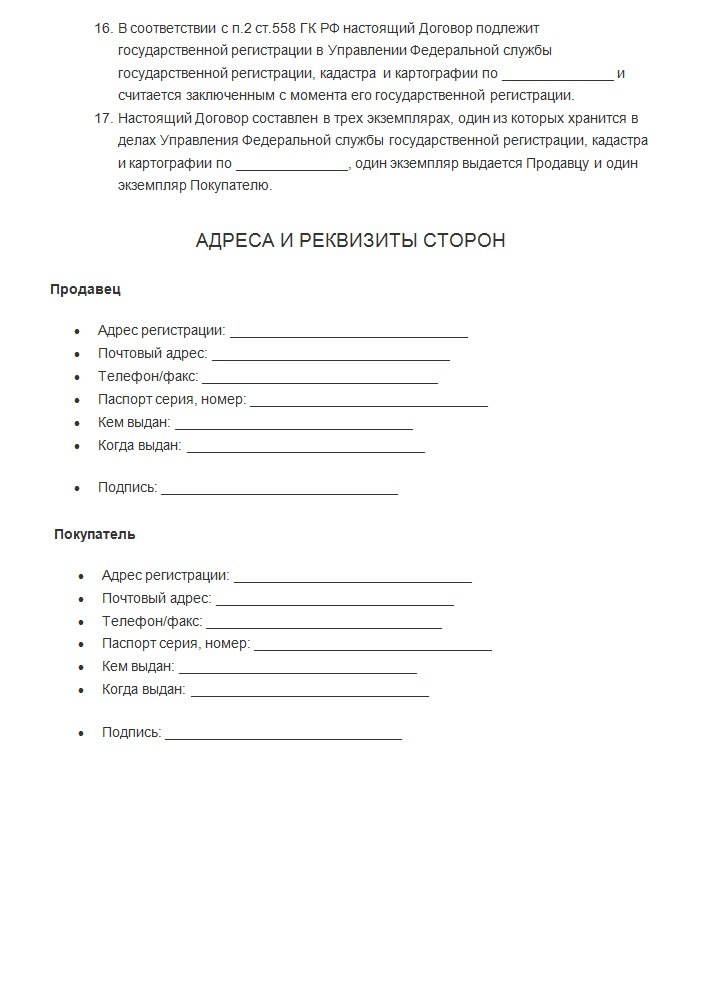 16. В соответствии с п.2 ст.558 ГК РФ настоящий Договор подлежит
государственной регистрации в Управлении Федеральной службы
государственной регистрации, кадастра и картографии по ______________ и
считается заключенным с момента его государственной регистрации.
17. Настоящий Договор составлен в трех экземплярах, один из которых хранится в
делах Управления Федеральной службы государственной регистрации, кадастра
и картографии по ______________, один экземпляр выдается Продавцу и один
экземпляр Покупателю.
АДРЕСА И РЕКВИЗИТЫ СТОРОН
Продавец
• Адрес регистрации: ______________________________
• Почтовый адрес: ______________________________
• Телефон/факс: ______________________________
• Паспорт серия, номер: ______________________________
• Кем выдан: ______________________________
• Когда выдан: ______________________________
• Подпись: ______________________________
Покупатель
• Адрес регистрации: ______________________________
• Почтовый адрес: ______________________________
• Телефон/факс: ______________________________
• Паспорт серия, номер: ______________________________
• Кем выдан: ______________________________
• Когда выдан: ______________________________
• Подпись: ______________________________